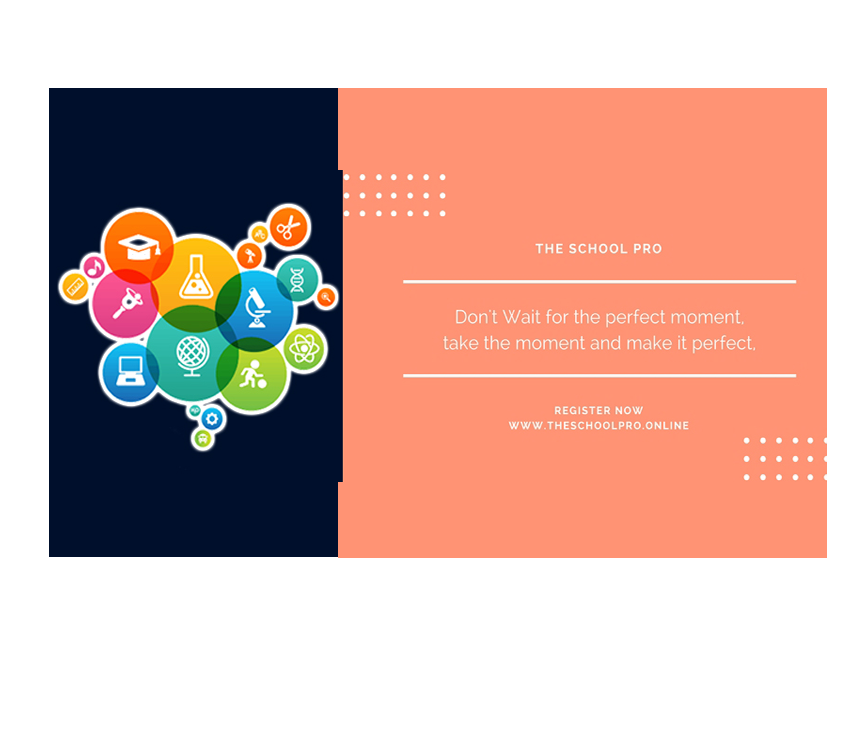 THE SCHOOL PRO
Don't Wait for the perfect moment,
take the moment and make it perfect,
REGISTER NOW
WWW.THESCHOOLPRO.ONLINE